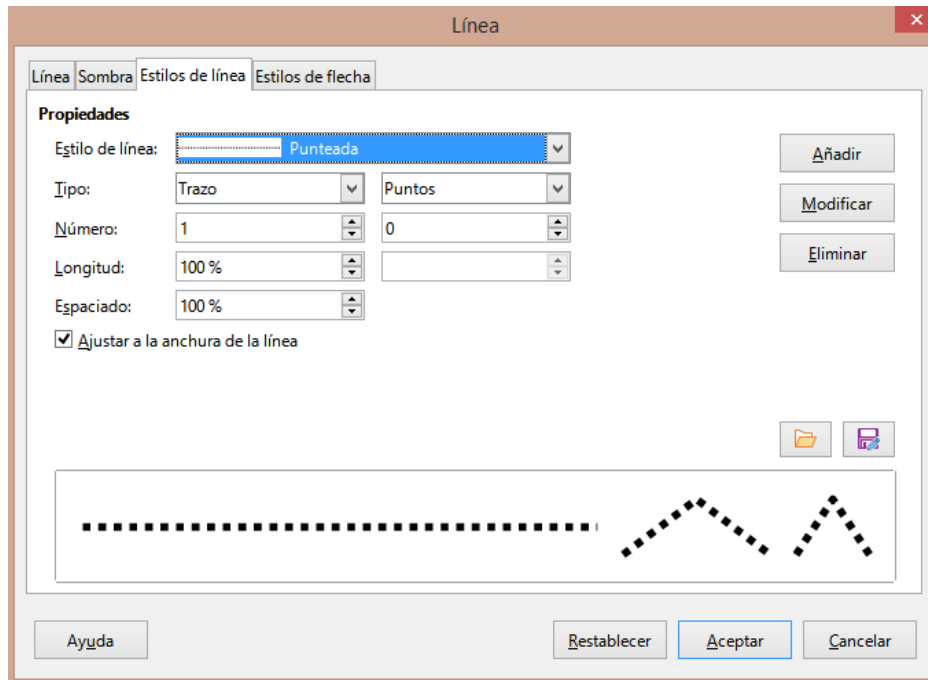 Línea
Línea Sombra Estilos de línea Estilos de flecha
Propiedades
Estilo de línea: Punteada
Añadir
Tipo: Trazo Puntos
Modificar
Número: 1 0
Eliminar
Longitud: 100 %
Espaciado: 100 %
Ajustar a la anchura de la línea
Ayuda Restablecer Aceptar Cancelar